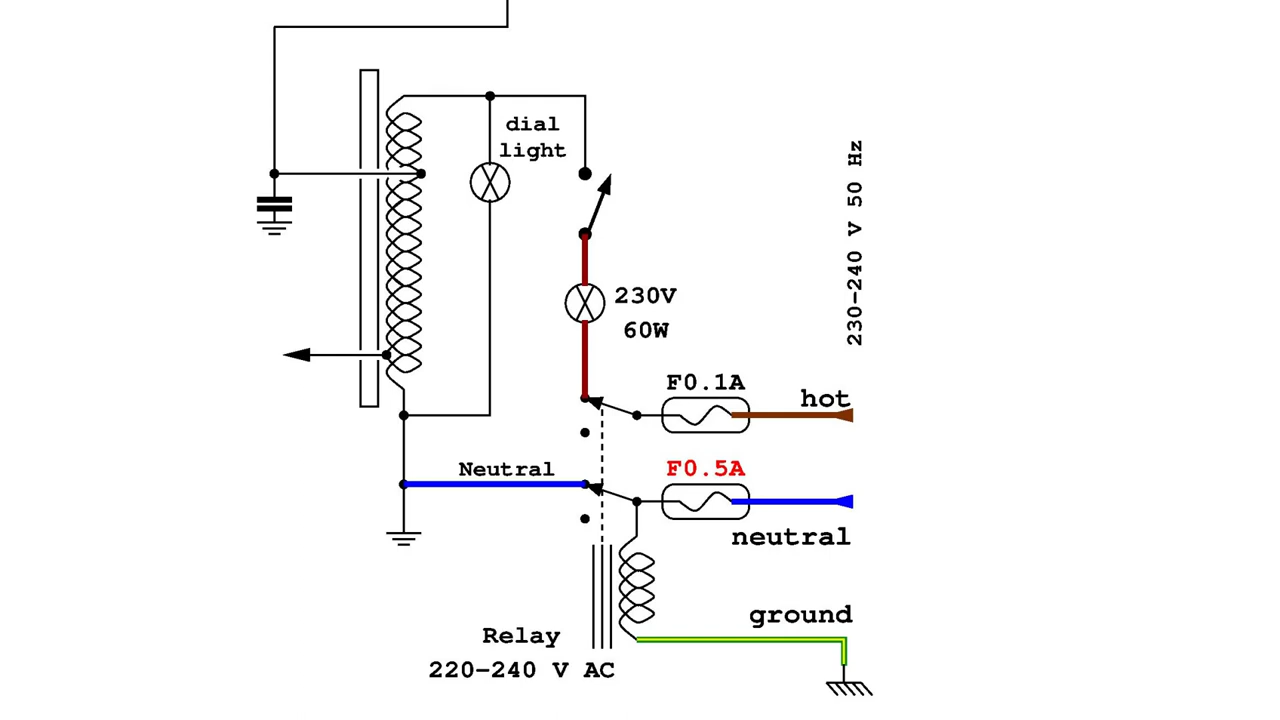 dial
light
230V
60W
230-240 V 50 Hz
F0.1A
hot
Neutral
F0.5A
neutral
ground
Relay
220-240 V AC